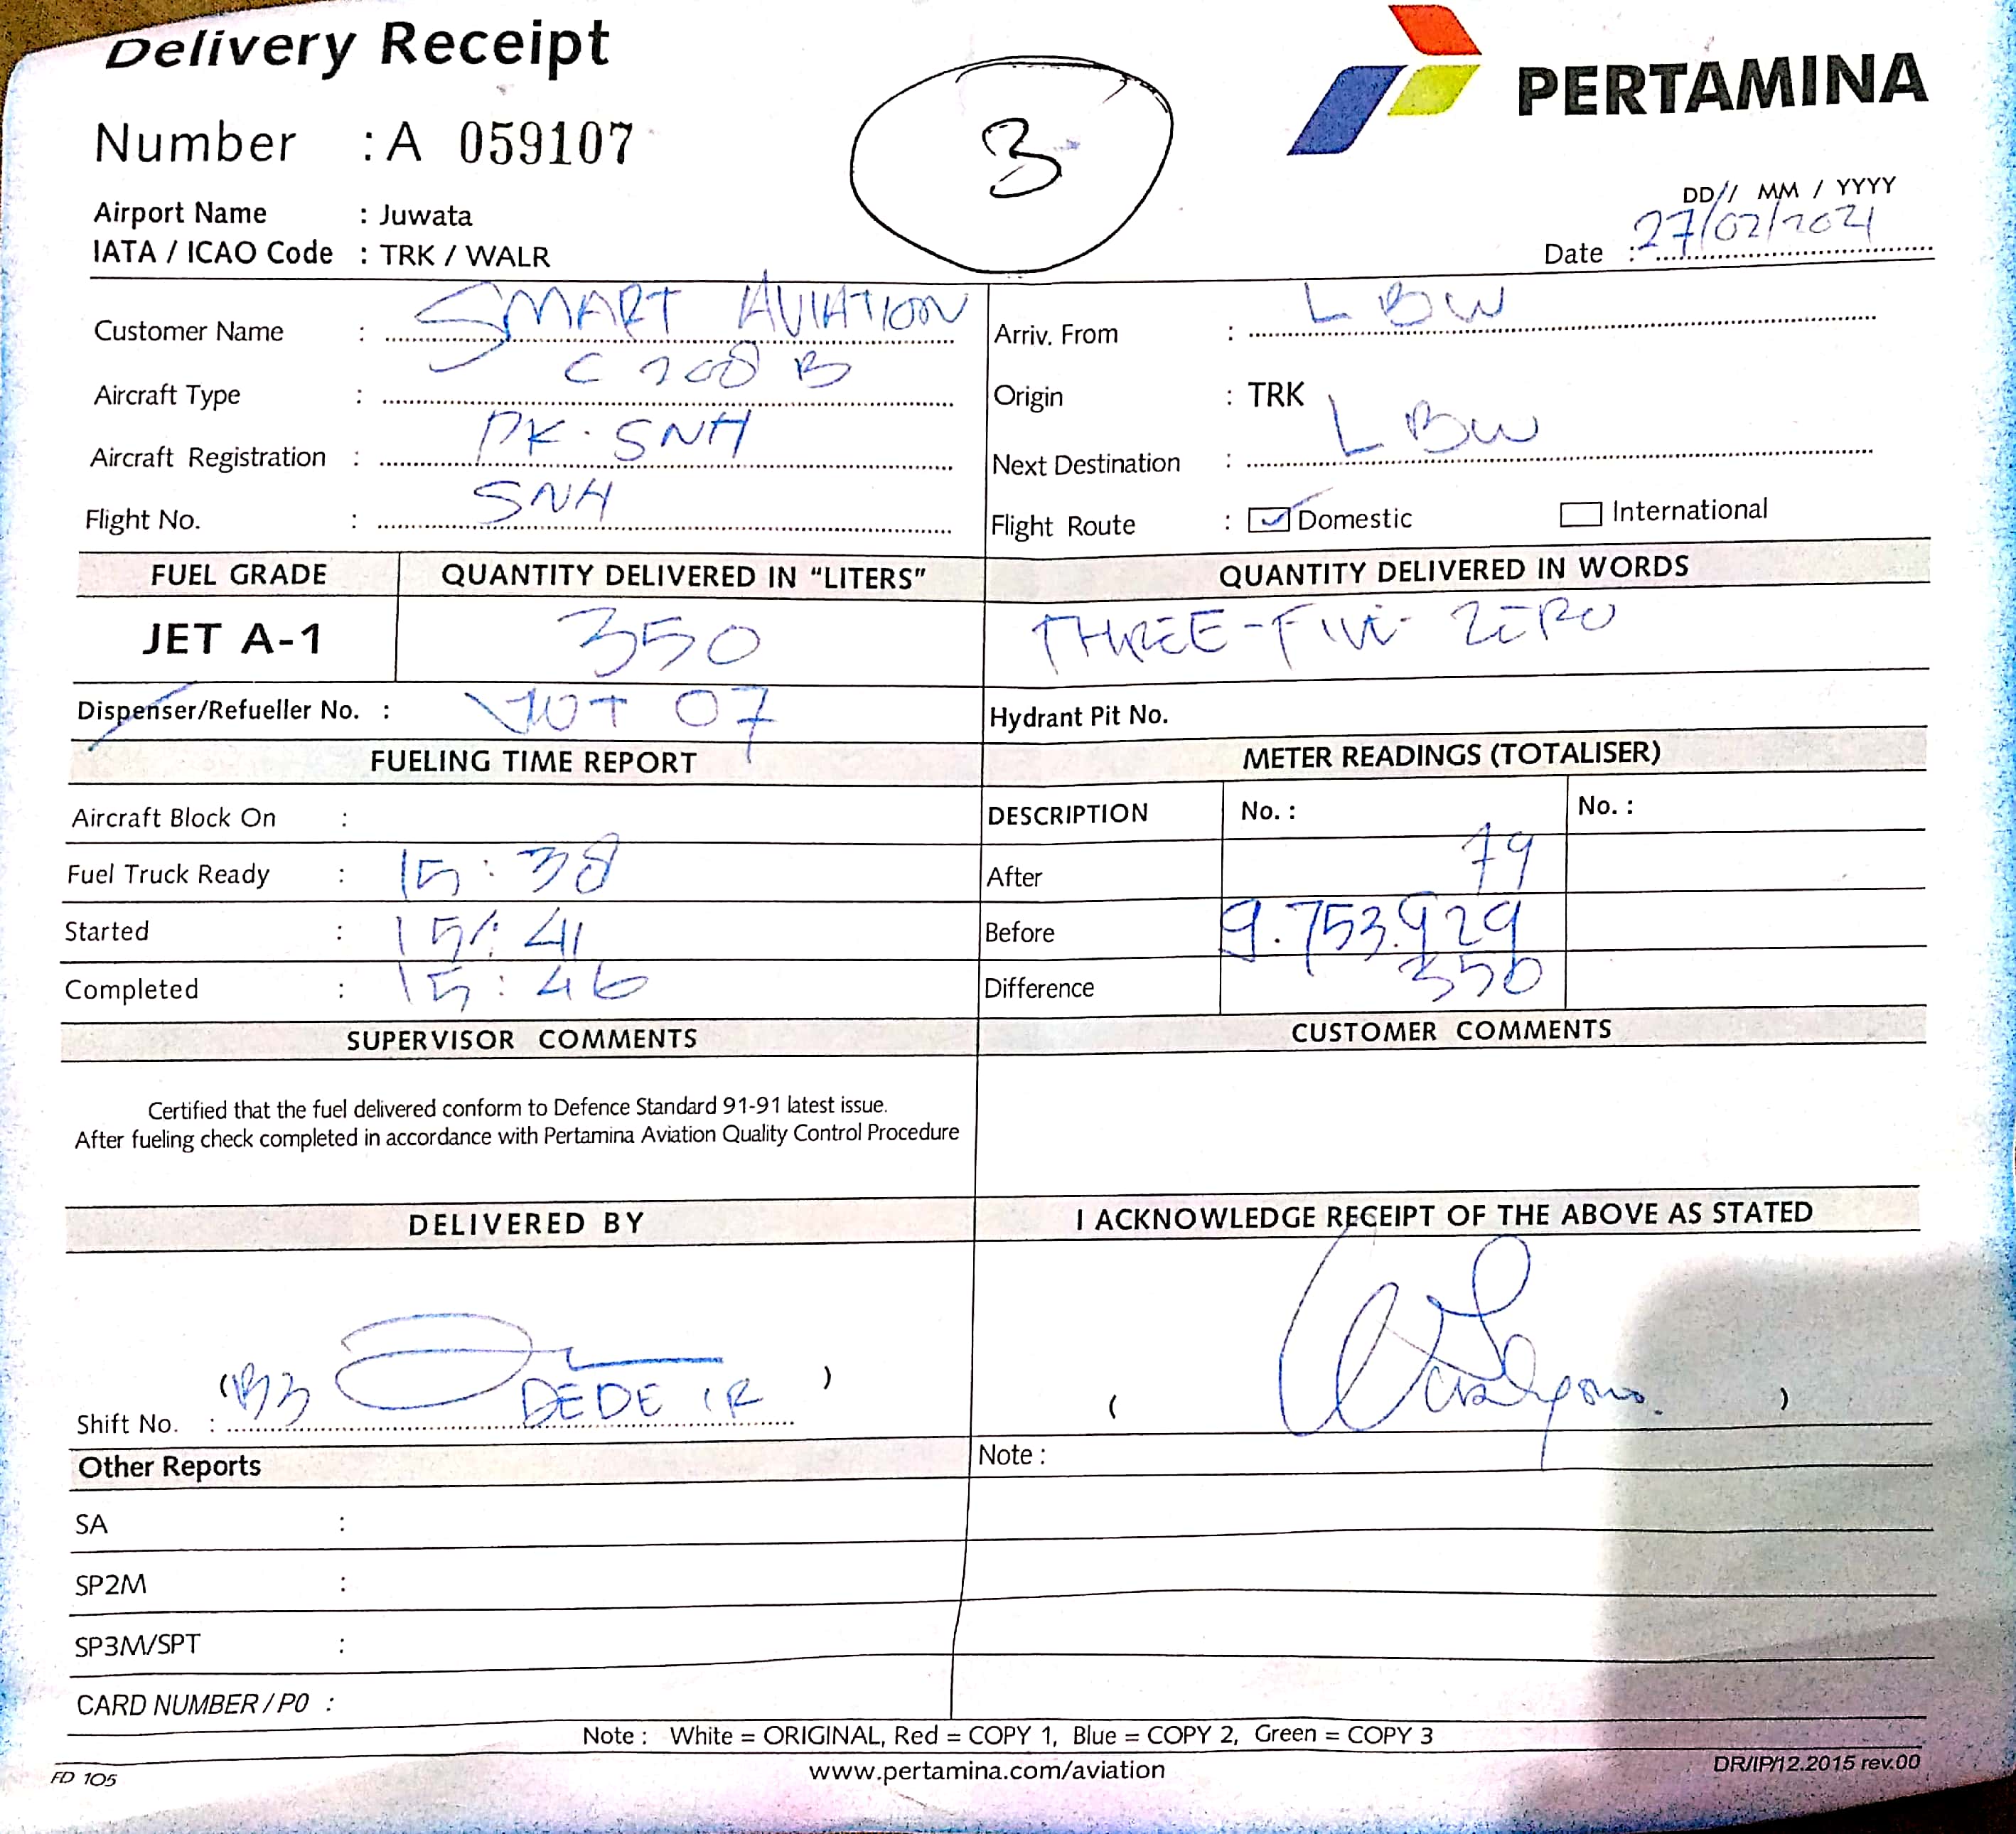 Delivery Receipt
PERTAMINA
Number : A 059107
3
Airport Name : Juwata
IATA / ICAO Code : TRK / WALR
DD// MM / YYYY
Date : 27/02/2021
Customer Name : SMART AVIATION
Arriv. From : LBW
Aircraft Type : C 208 B
Origin : TRK
Aircraft Registration : PK-SNH
Next Destination : LBW
Flight No. : SNH
Flight Route : Domestic International
FUEL GRADE QUANTITY DELIVERED IN “LITERS” QUANTITY DELIVERED IN WORDS
JET A-1 350 THREE-FIVE-ZERO
Dispenser/Refueller No. : 07
Hydrant Pit No.
FUELING TIME REPORT METER READINGS (TOTALISER)
Aircraft Block On :
DESCRIPTION No. : No. :
Fuel Truck Ready : 15:38
After 79
Started : 15:41
Before 9.753.929
Completed : 15:46
Difference 350
SUPERVISOR COMMENTS CUSTOMER COMMENTS
Certified that the fuel delivered conform to Defence Standard 91-91 latest issue.
After fueling check completed in accordance with Pertamina Aviation Quality Control Procedure
DELIVERED BY I ACKNOWLEDGE RECEIPT OF THE ABOVE AS STATED
Shift No. : (B3 DEDE IR )
( )
Other Reports
Note :
SA :
SP2M :
SP3M/SPT :
CARD NUMBER / PO :
Note : White = ORIGINAL, Red = COPY 1, Blue = COPY 2, Green = COPY 3
FD 105 www.pertamina.com/aviation DR/IP/12.2015 rev.00